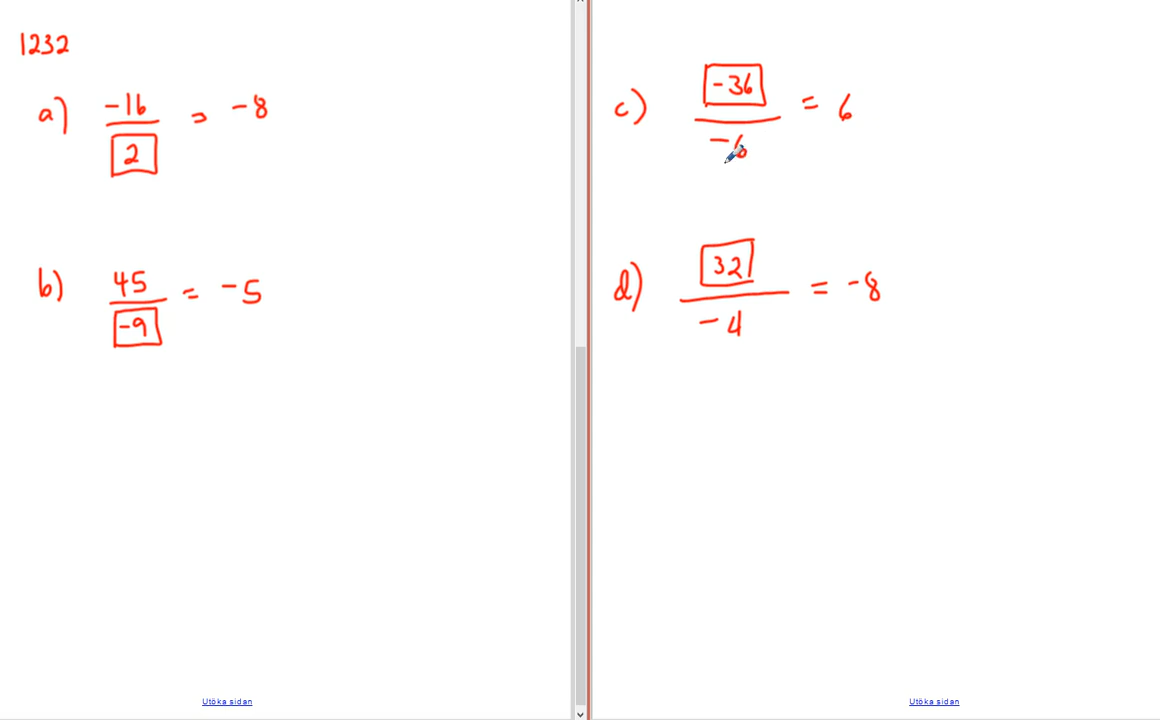 1232
a) -16 / 2 = -8
b) 45 / -9 = -5
Utöka sidan
c) -36 / -6 = 6
d) 32 / -4 = -8
Utöka sidan